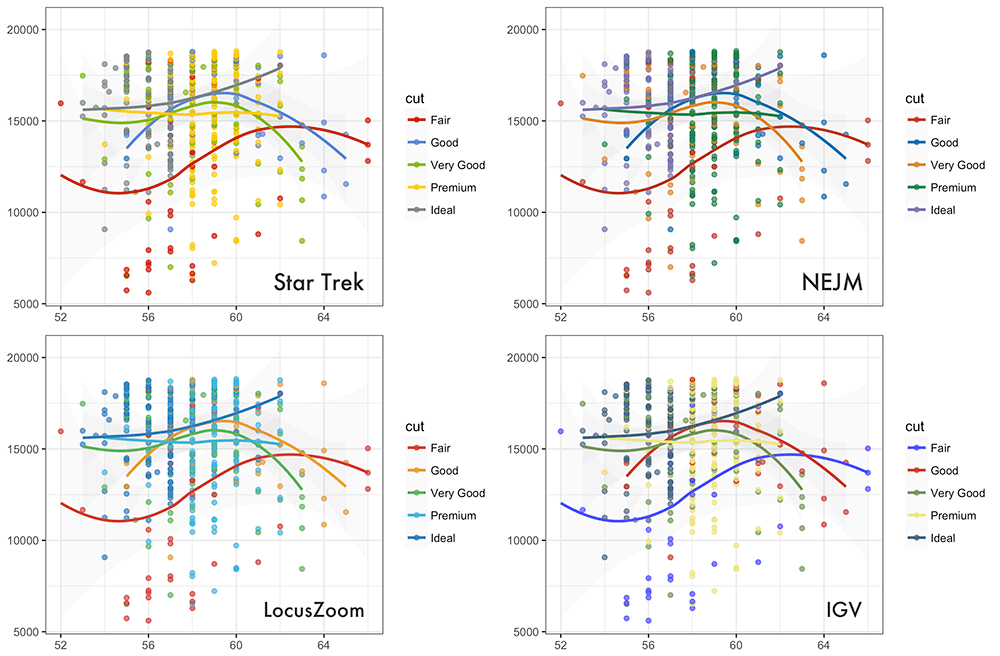 20000
15000
10000
5000
52 56 60 64
Star Trek
cut
Fair
Good
Very Good
Premium
Ideal
20000
15000
10000
5000
52 56 60 64
NEJM
cut
Fair
Good
Very Good
Premium
Ideal
20000
15000
10000
5000
52 56 60 64
LocusZoom
cut
Fair
Good
Very Good
Premium
Ideal
20000
15000
10000
5000
52 56 60 64
IGV
cut
Fair
Good
Very Good
Premium
Ideal